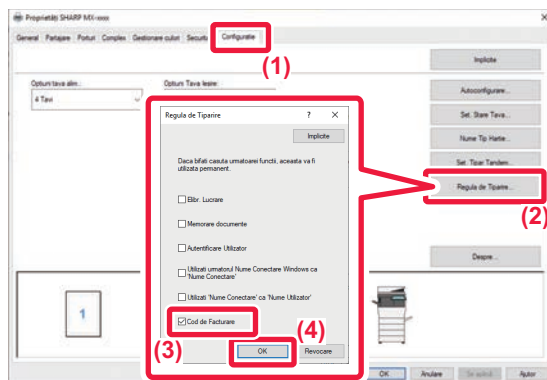 Proprietăți SHARP MX-xxxx
General Partajare Porturi Complex Gestionare culori Securitate Configuratie
(1)
Implicite
Optiuni tava alim.:
Optiuni Tava Iesire:
4 Tavi
Autoconfigurare...
Set. Stare Tava...
Nume Tip Hartie...
Set. Tipar Tandem...
Regula de Tiparire...
(2)
Despre...
Regula de Tiparire ? ×
Implicite
Daca bifati casuta urmatoarei functii, aceasta va fi
utilizata permanent.
Elibr. Lucrare
Memorare documente
Autentificare Utilizator
Utilizati urmatorul Nume Conectare Windows ca
'Nume Conectare'
Utilizati 'Nume Conectare' ca 'Nume Utilizator'
Cod de Facturare
(3)
(4)
OK Revocare
1
OK Anulare Se aplică Ajutor